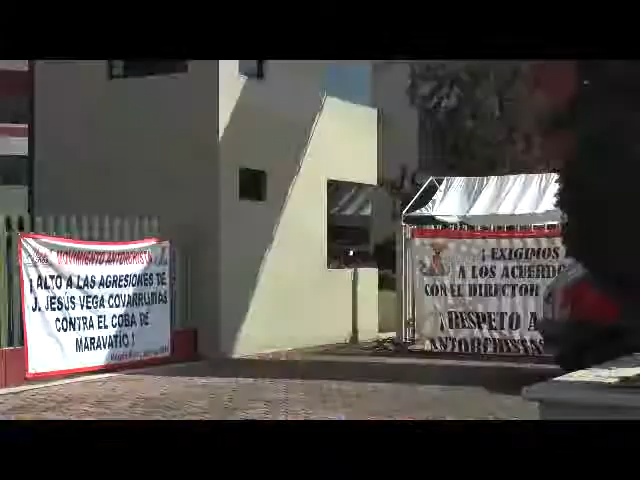 MOVIMIENTO ANTORCHISTA
¡ ALTO A LAS AGRESIONES DE
J. JESÚS VEGA COVARRUBIAS
CONTRA EL COBA DE
MARAVATÍO !
¡ EXIGIMOS
A LOS ACUERDO
CON EL DIRECTOR
¡RESPETO A
ANTORCHISTA